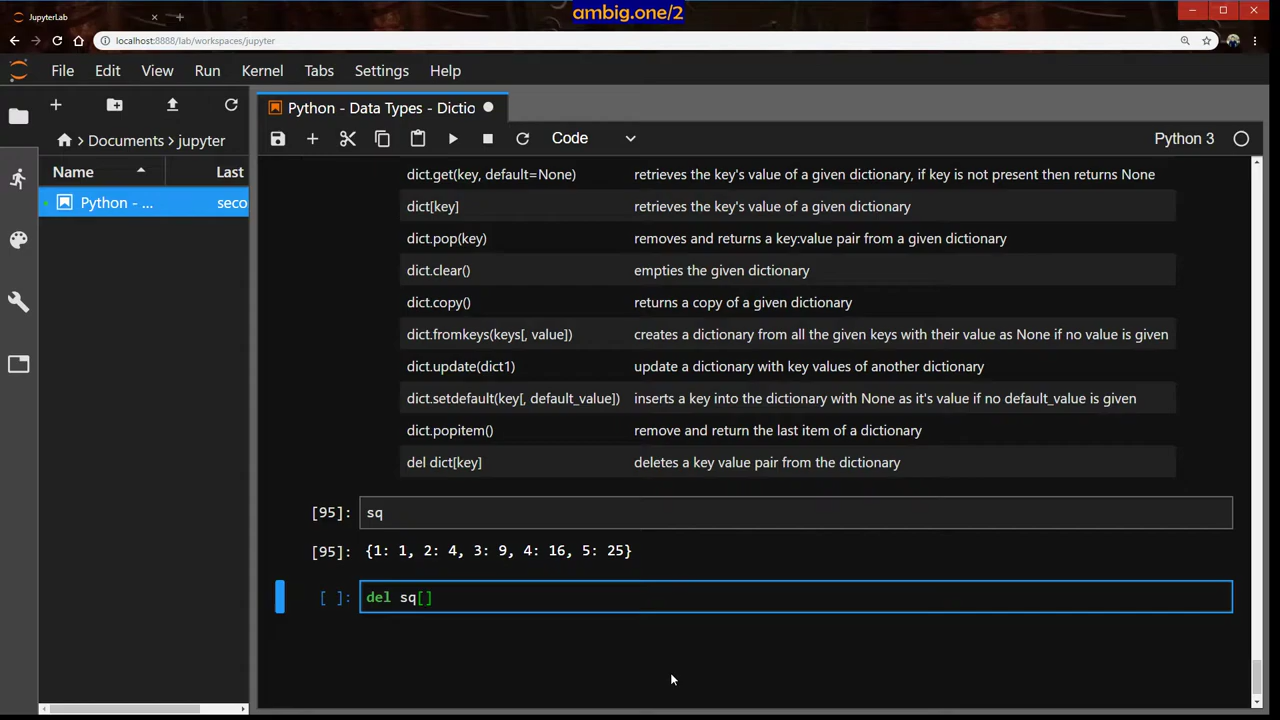 ambig.one/2
JupyterLab
localhost:8888/lab/workspaces/jupyter
File Edit View Run Kernel Tabs Settings Help
Python - Data Types - Dictio
Documents jupyter
Code
Python 3
Name Last
Python - ... seco
dict.get(key, default=None) retrieves the key's value of a given dictionary, if key is not present then returns None
dict[key] retrieves the key's value of a given dictionary
dict.pop(key) removes and returns a key:value pair from a given dictionary
dict.clear() empties the given dictionary
dict.copy() returns a copy of a given dictionary
dict.fromkeys(keys[, value]) creates a dictionary from all the given keys with their value as None if no value is given
dict.update(dict1) update a dictionary with key values of another dictionary
dict.setdefault(key[, default_value]) inserts a key into the dictionary with None as it's value if no default_value is given
dict.popitem() remove and return the last item of a dictionary
del dict[key] deletes a key value pair from the dictionary
[95]: sq
[95]: {1: 1, 2: 4, 3: 9, 4: 16, 5: 25}
[ ]: del sq[]